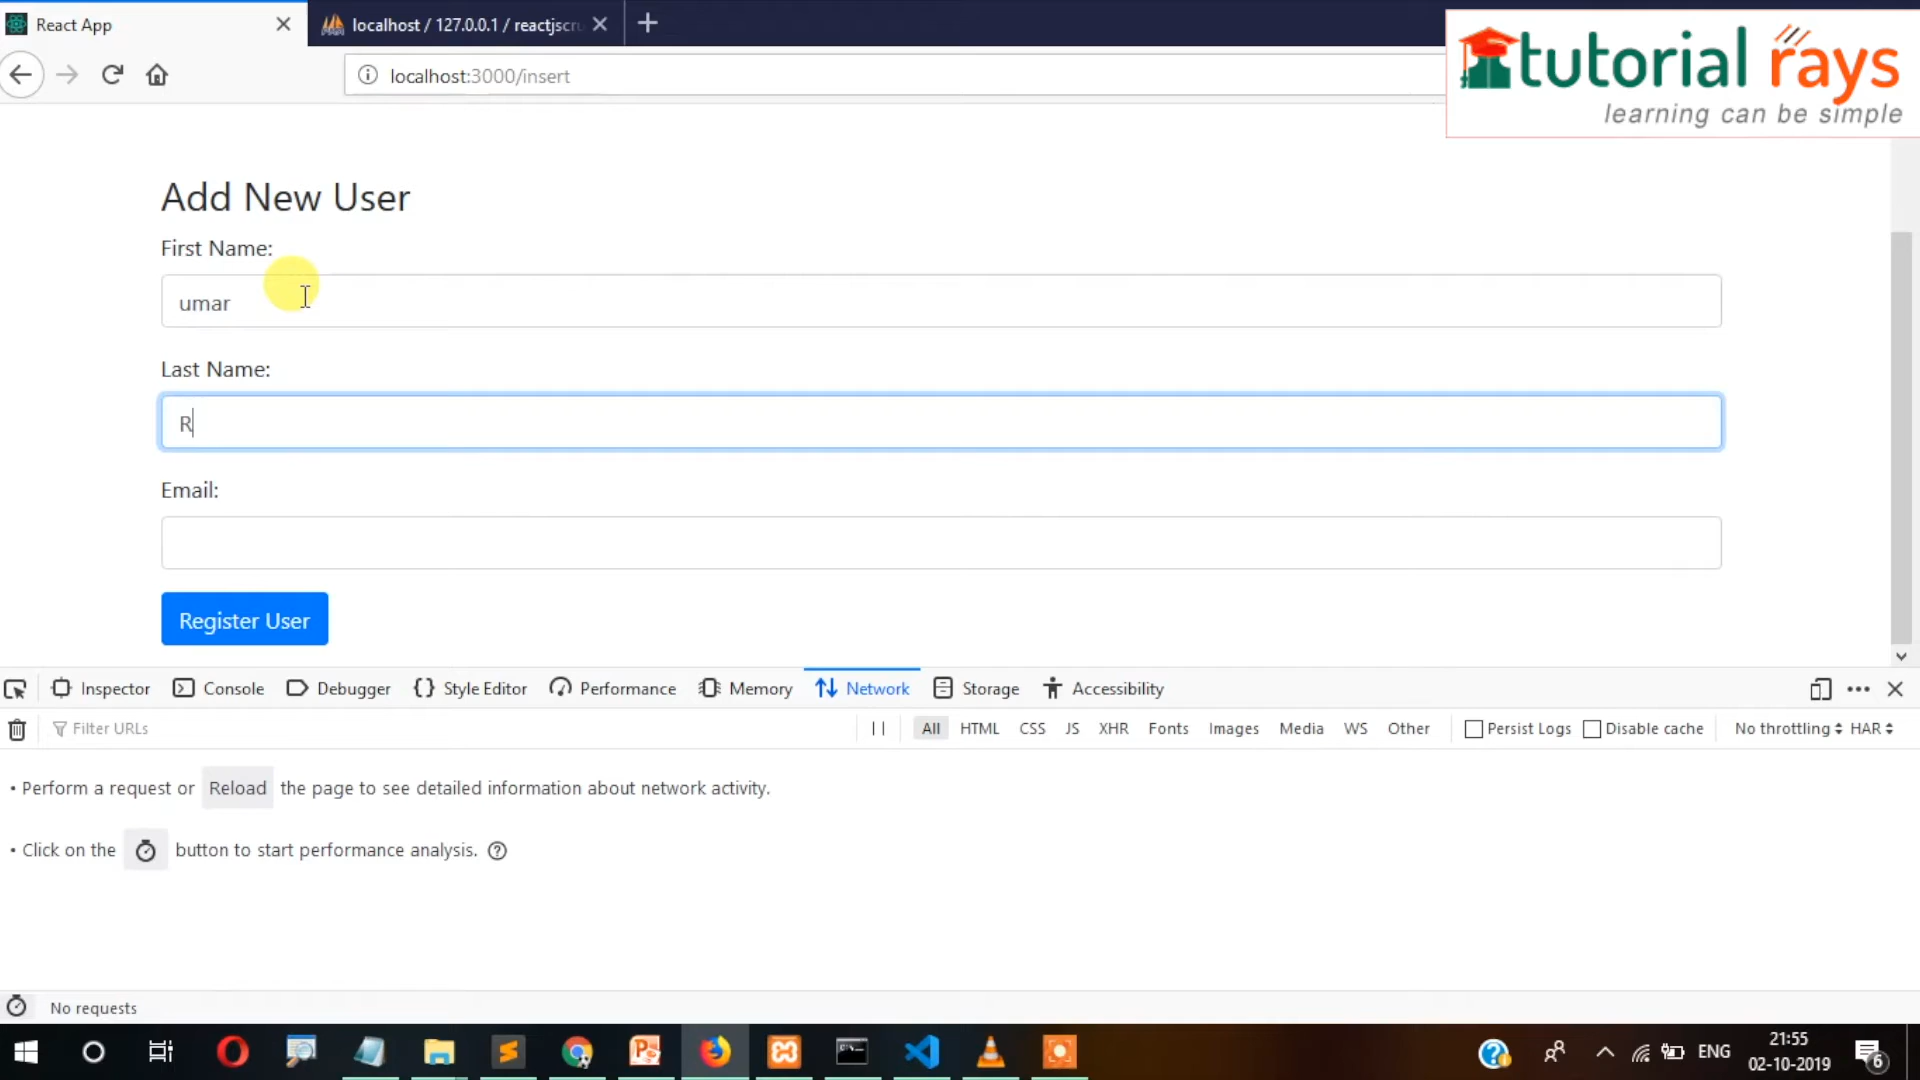 React App
localhost / 127.0.0.1 / reactjscru
localhost:3000/insert
tutorial rays
learning can be simple
Add New User
First Name:
umar
Last Name:
R
Email:
Register User
Inspector Console Debugger Style Editor Performance Memory Network Storage Accessibility
Filter URLs All HTML CSS JS XHR Fonts Images Media WS Other Persist Logs Disable cache No throttling HAR
• Perform a request or Reload the page to see detailed information about network activity.
• Click on the button to start performance analysis.
No requests
ENG
21:55
02-10-2019
6